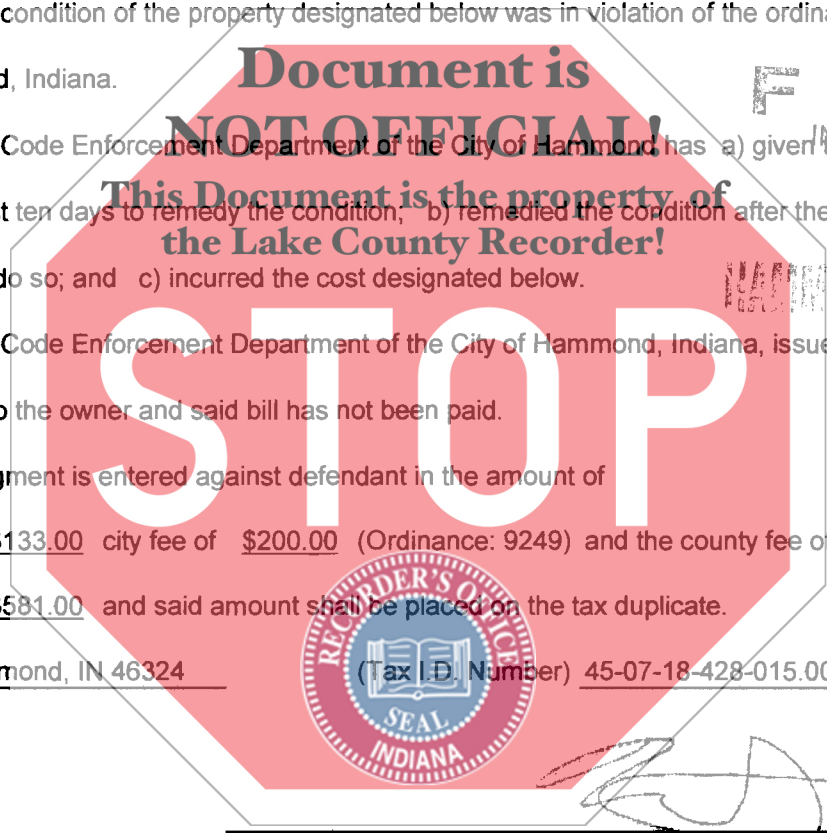 condition of the property designated below was in violation of the ordin
Document is
d, Indiana.
F
NOT OFFICIAL!
Code Enforcement Department of the City of Hammond has a) given
This Document is the property of
t ten days to remedy the condition; b) remedied the condition after the
the Lake County Recorder!
do so; and c) incurred the cost designated below.
STOP
Code Enforcement Department of the City of Hammond, Indiana, issue
o the owner and said bill has not been paid.
gment is entered against defendant in the amount of
$133.00 city fee of $200.00 (Ordinance: 9249) and the county fee of
$581.00 and said amount shall be placed on the tax duplicate.
RECORDER'S OFFICE
mond, IN 46324 (Tax I.D. Number) 45-07-18-428-015.00
SEAL
INDIANA